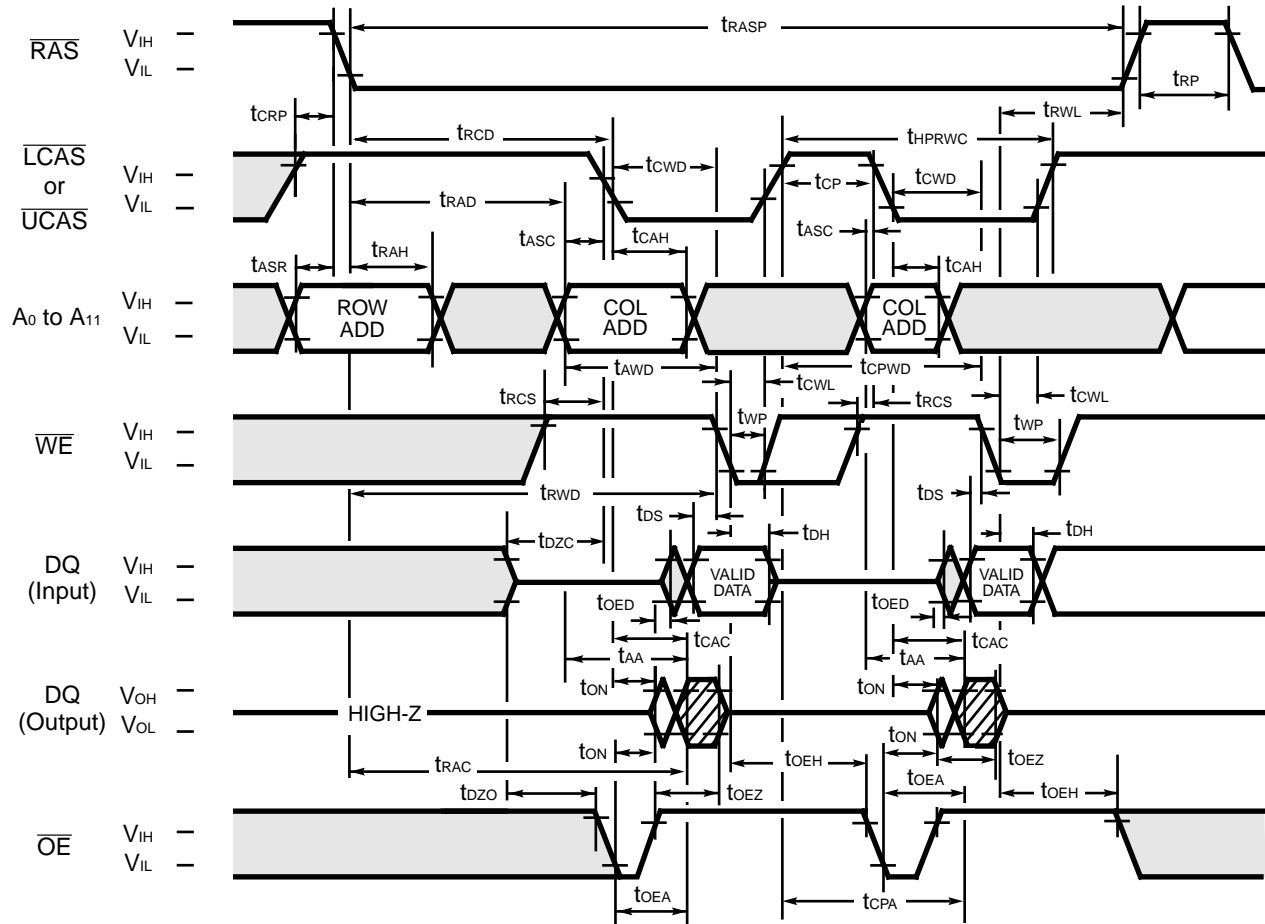 tRASP
RAS
VIH
VIL
tRP
tCRP
tRCD
tRWL
tHPRWC
LCAS
or
UCAS
VIH
VIL
tCWD
tCP
tCWD
tRAD
tASC
tCAH
tASC
tCAH
tASR
tRAH
A0 to A11
VIH
VIL
ROW
ADD
COL
ADD
COL
ADD
tAWD
tCWL
tCPWD
tCWL
tRCS
tWP
tRCS
tWP
WE
VIH
VIL
tRWD
tDS
tDS
tDZC
tDH
tDH
DQ
(Input)
VIH
VIL
VALID
DATA
VALID
DATA
tOED
tOED
tCAC
tCAC
tAA
tAA
tON
tON
DQ
(Output)
VOH
VOL
HIGH-Z
tON
tON
tRAC
tOEH
tOEZ
tDZO
tOEZ
tOEA
tOEH
OE
VIH
VIL
tOEA
tCPA